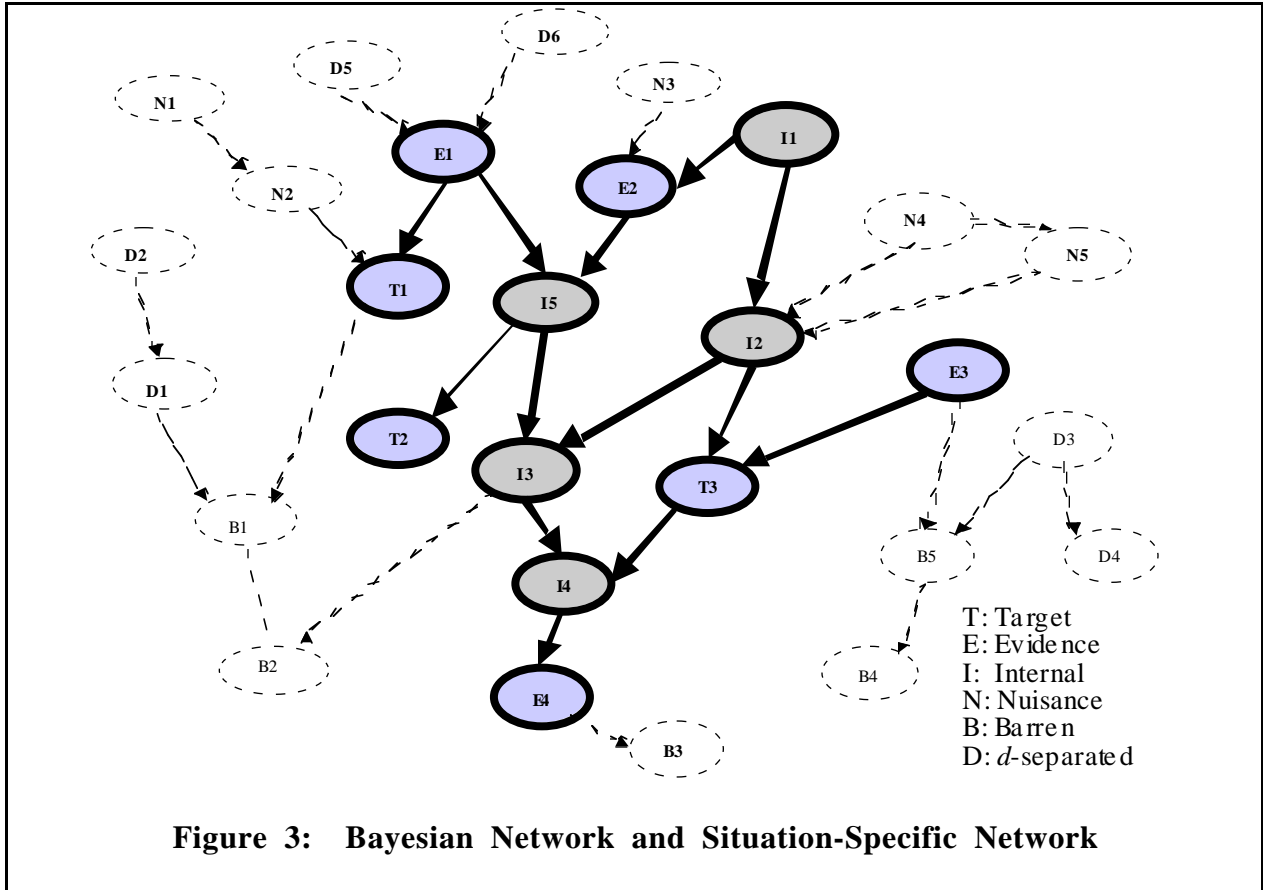 D6
D5
N3
N1
I1
E1
E2
N2
N4
D2
N5
T1
I5
I2
E3
D1
T2
D3
I3
T3
B1
B5
D4
I4
T: Target
E: Evidence
I: Internal
N: Nuisance
B: Barren
D: d-separated
B2
B4
E4
B3
Figure 3: Bayesian Network and Situation-Specific Network